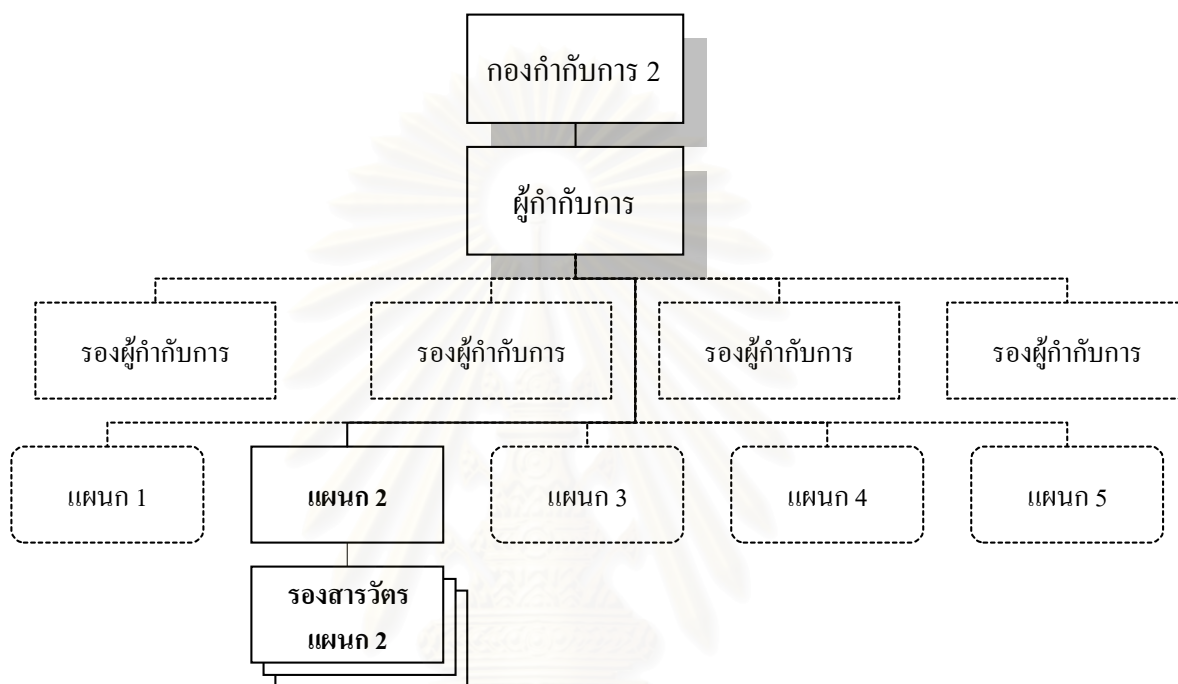 กองกำกับการ 2
ผู้กำกับการ
รองผู้กำกับการ
รองผู้กำกับการ
รองผู้กำกับการ
รองผู้กำกับการ
แผนก 1
แผนก 2
แผนก 3
แผนก 4
แผนก 5
รองสารวัตร
แผนก 2